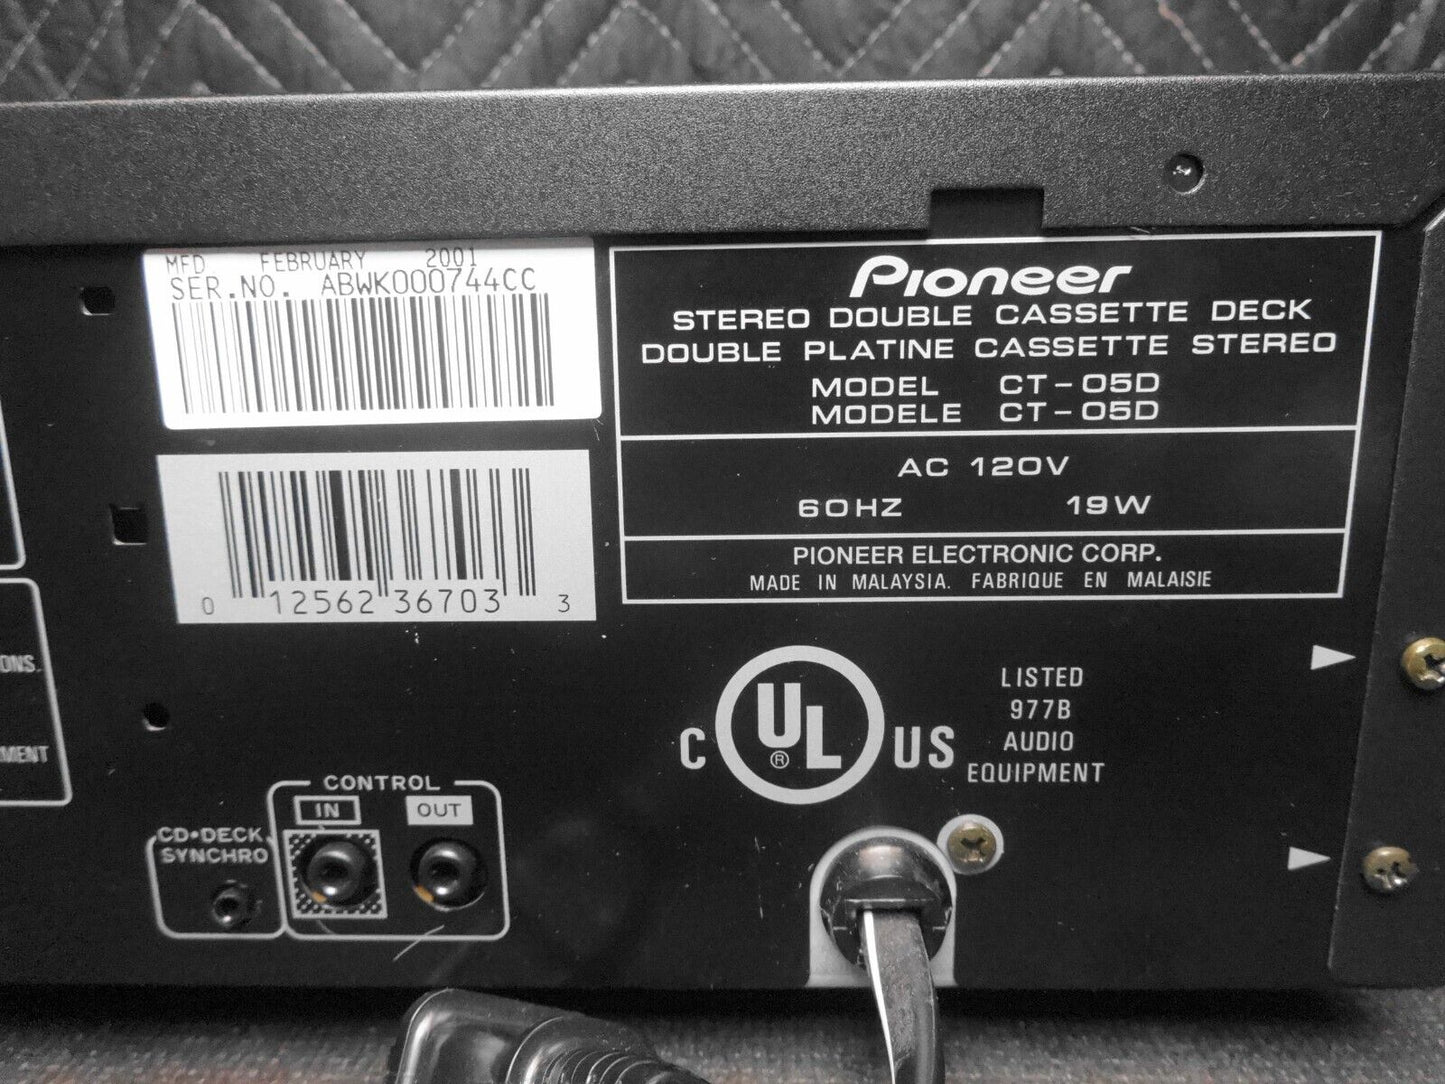 MFD FEBRUARY 2001
SER.NO. ABWK000744CC
0 12562 36703 3
Pioneer
STEREO DOUBLE CASSETTE DECK
DOUBLE PLATINE CASSETTE STEREO
MODEL CT-05D
MODELE CT-05D
AC 120V
60HZ 19W
PIONEER ELECTRONIC CORP.
MADE IN MALAYSIA. FABRIQUE EN MALAISIE
ONS.
MENT
C UL ® US
LISTED
977B
AUDIO
EQUIPMENT
CONTROL
IN OUT
CD•DECK
SYNCHRO